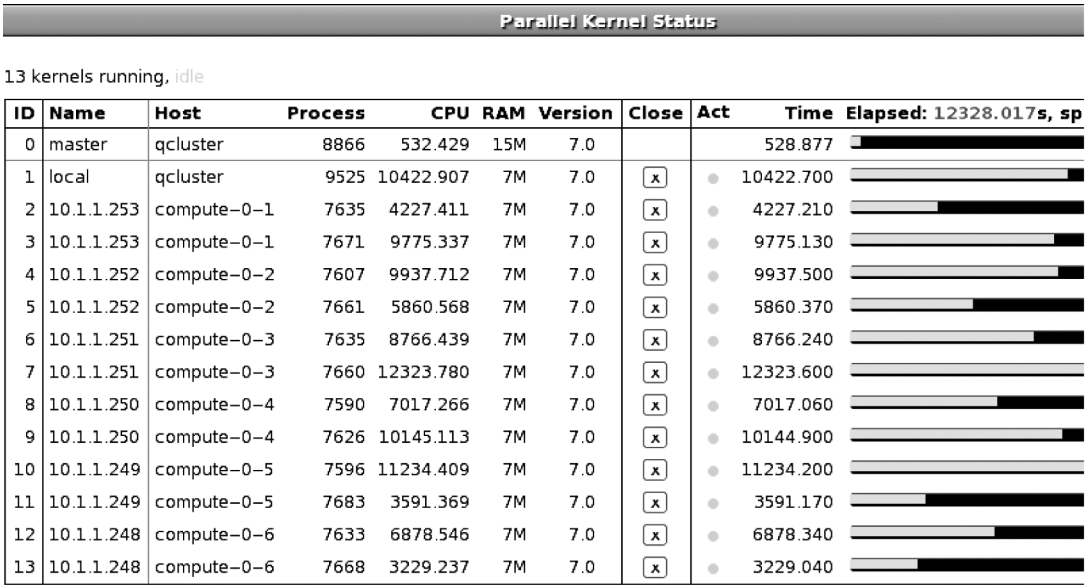 Parallel Kernel Status
13 kernels running, idle
ID Name Host Process CPU RAM Version Close Act Time Elapsed: 12328.017s, sp
0 master qcluster 8866 532.429 15M 7.0 528.877
1 local qcluster 9525 10422.907 7M 7.0 x 10422.700
2 10.1.1.253 compute-0-1 7635 4227.411 7M 7.0 x 4227.210
3 10.1.1.253 compute-0-1 7671 9775.337 7M 7.0 x 9775.130
4 10.1.1.252 compute-0-2 7607 9937.712 7M 7.0 x 9937.500
5 10.1.1.252 compute-0-2 7661 5860.568 7M 7.0 x 5860.370
6 10.1.1.251 compute-0-3 7635 8766.439 7M 7.0 x 8766.240
7 10.1.1.251 compute-0-3 7660 12323.780 7M 7.0 x 12323.600
8 10.1.1.250 compute-0-4 7590 7017.266 7M 7.0 x 7017.060
9 10.1.1.250 compute-0-4 7626 10145.113 7M 7.0 x 10144.900
10 10.1.1.249 compute-0-5 7596 11234.409 7M 7.0 x 11234.200
11 10.1.1.249 compute-0-5 7683 3591.369 7M 7.0 x 3591.170
12 10.1.1.248 compute-0-6 7633 6878.546 7M 7.0 x 6878.340
13 10.1.1.248 compute-0-6 7668 3229.237 7M 7.0 x 3229.040